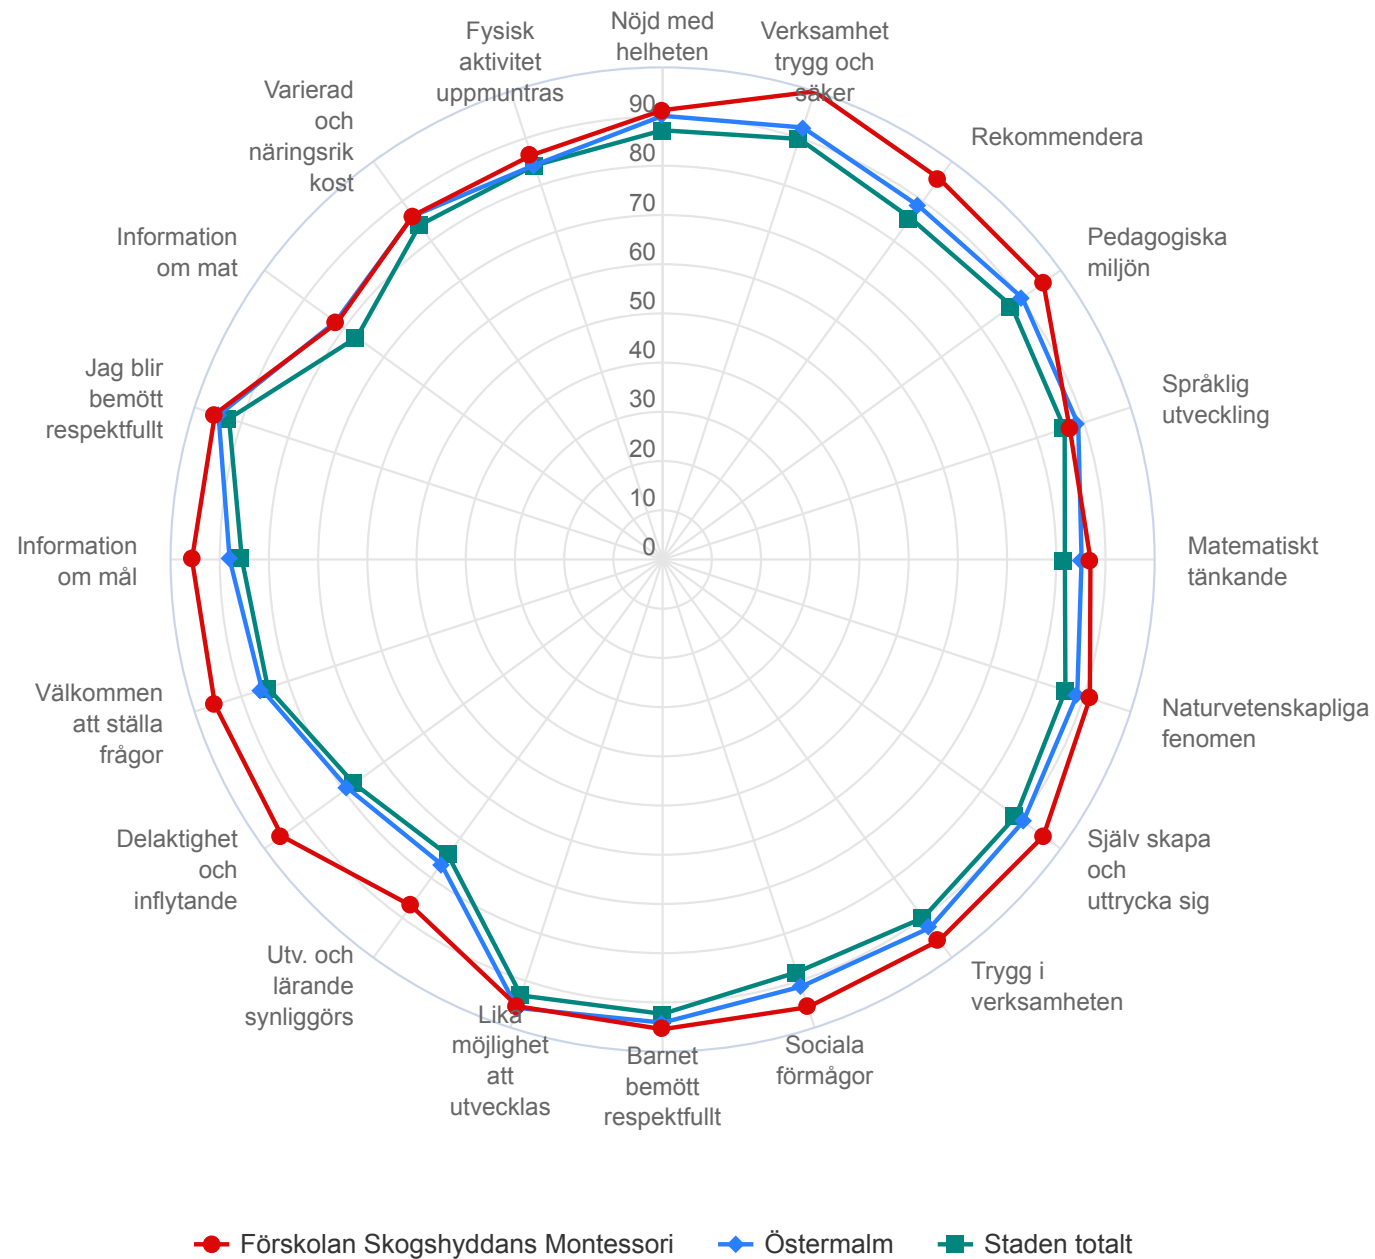 Nöjd med
helheten
Verksamhet
trygg och
säker
Rekommendera
Pedagogiska
miljön
Språklig
utveckling
Matematiskt
tänkande
Naturvetenskapliga
fenomen
Själv skapa
och
uttrycka sig
Trygg i
verksamheten
Sociala
förmågor
Barnet
bemött
respektfullt
Lika
möjlighet
att
utvecklas
Utv. och
lärande
synliggörs
Delaktighet
och
inflytande
Välkommen
att ställa
frågor
Information
om mål
Jag blir
bemött
respektfullt
Information
om mat
Varierad
och
näringsrik
kost
Fysisk
aktivitet
uppmuntras
90
80
70
60
50
40
30
20
10
0
Förskolan Skogshyddans Montessori
Östermalm
Staden totalt